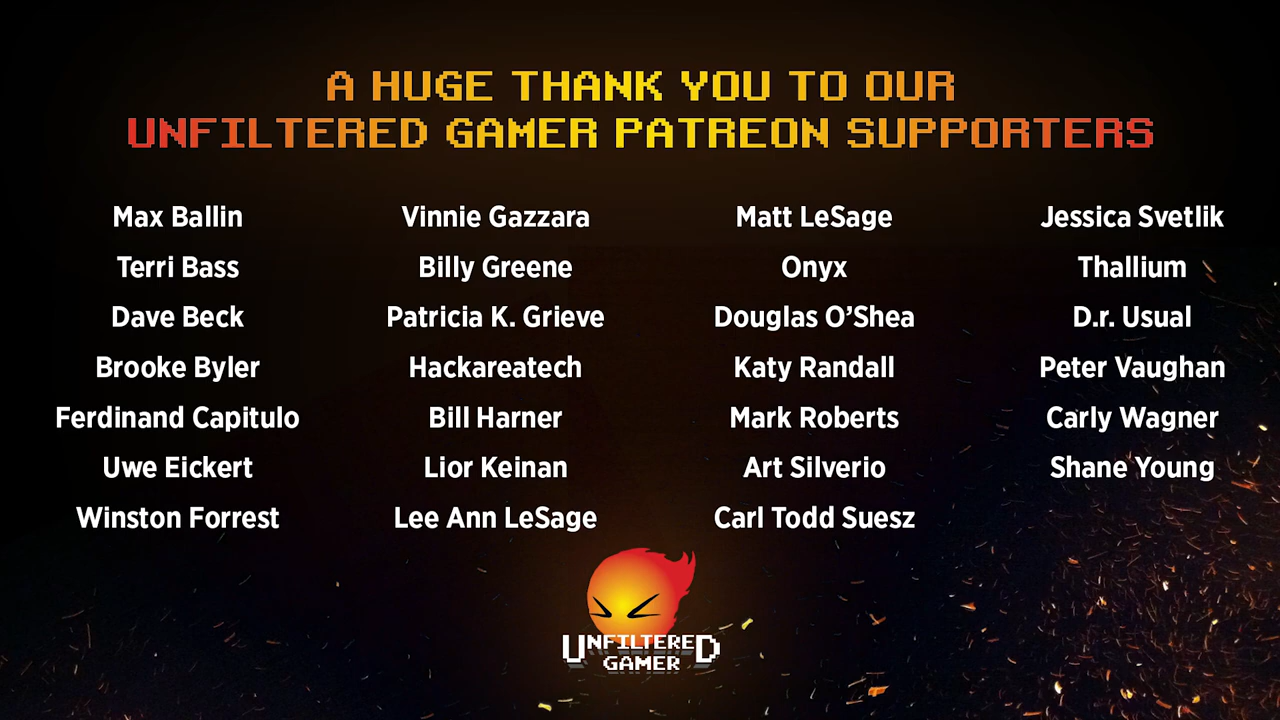 A HUGE THANK YOU TO OUR
UNFILTERED GAMER PATREON SUPPORTERS
Max Ballin
Terri Bass
Dave Beck
Brooke Byler
Ferdinand Capitulo
Uwe Eickert
Winston Forrest
Vinnie Gazzara
Billy Greene
Patricia K. Grieve
Hackareatech
Bill Harner
Lior Keinan
Lee Ann LeSage
Matt LeSage
Onyx
Douglas O’Shea
Katy Randall
Mark Roberts
Art Silverio
Carl Todd Suesz
Jessica Svetlik
Thallium
D.r. Usual
Peter Vaughan
Carly Wagner
Shane Young
UNFILTERED
GAMER